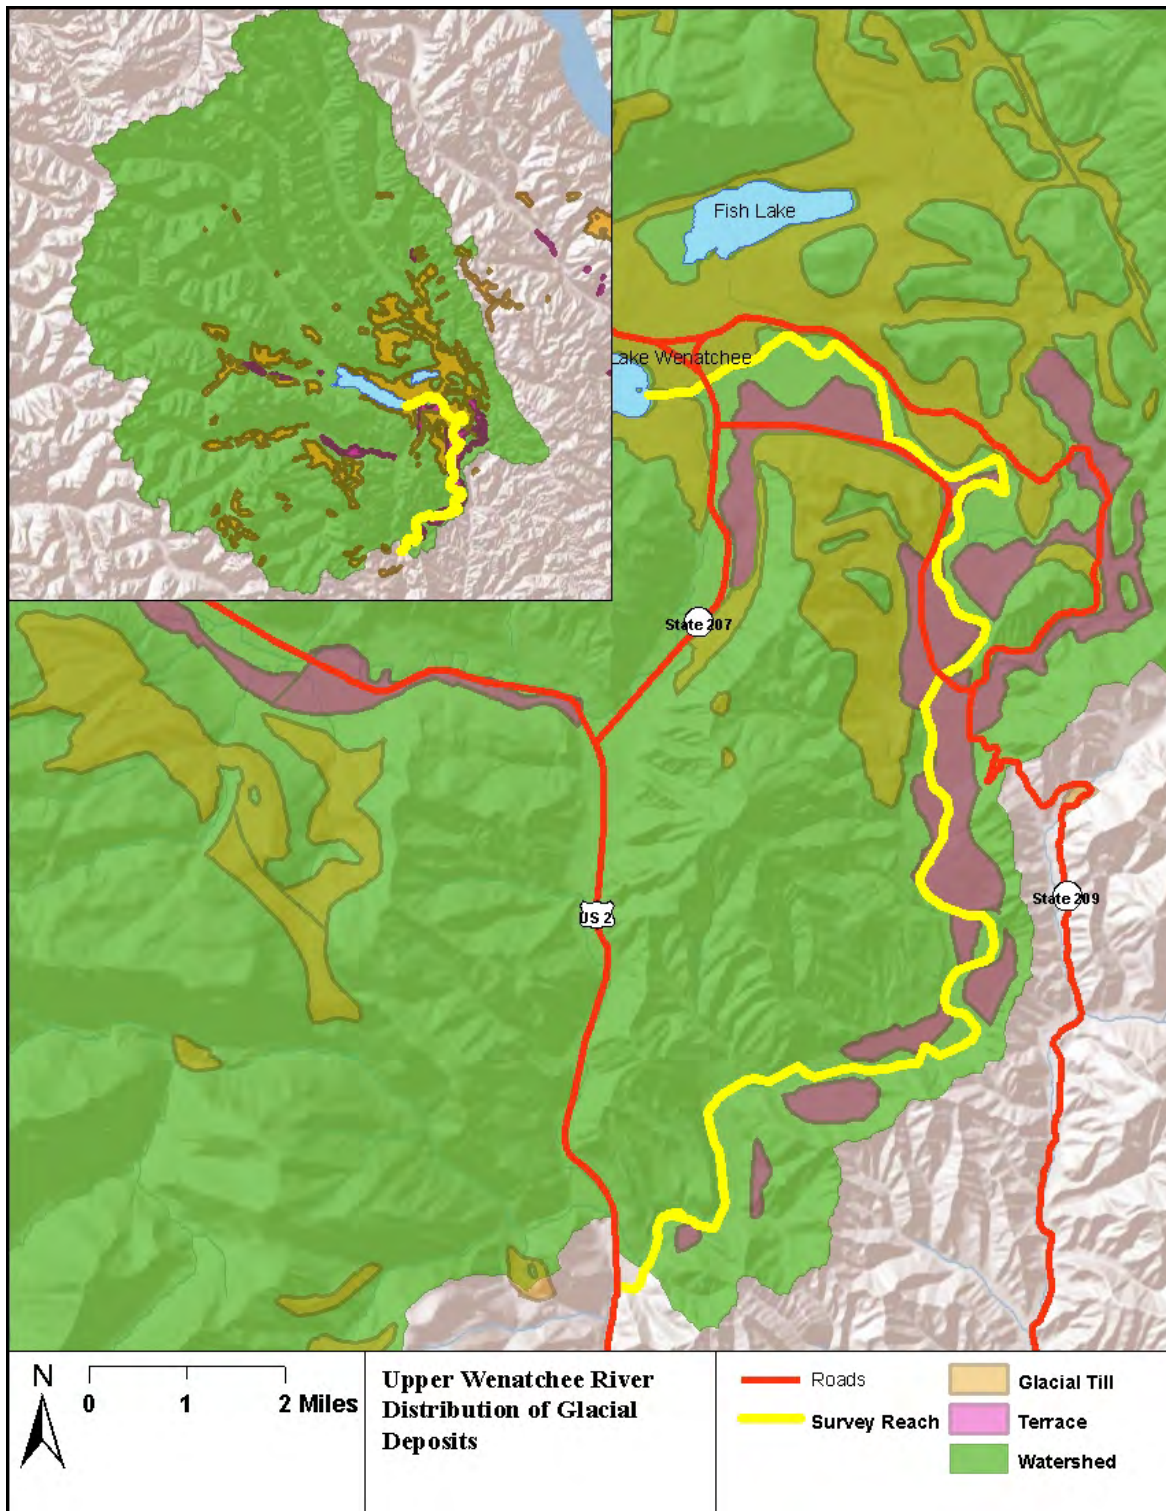 Fish Lake
Lake Wenatchee
State 207
US 2
State 209
N
0 1 2 Miles
Upper Wenatchee River
Distribution of Glacial
Deposits
Roads
Survey Reach
Glacial Till
Terrace
Watershed